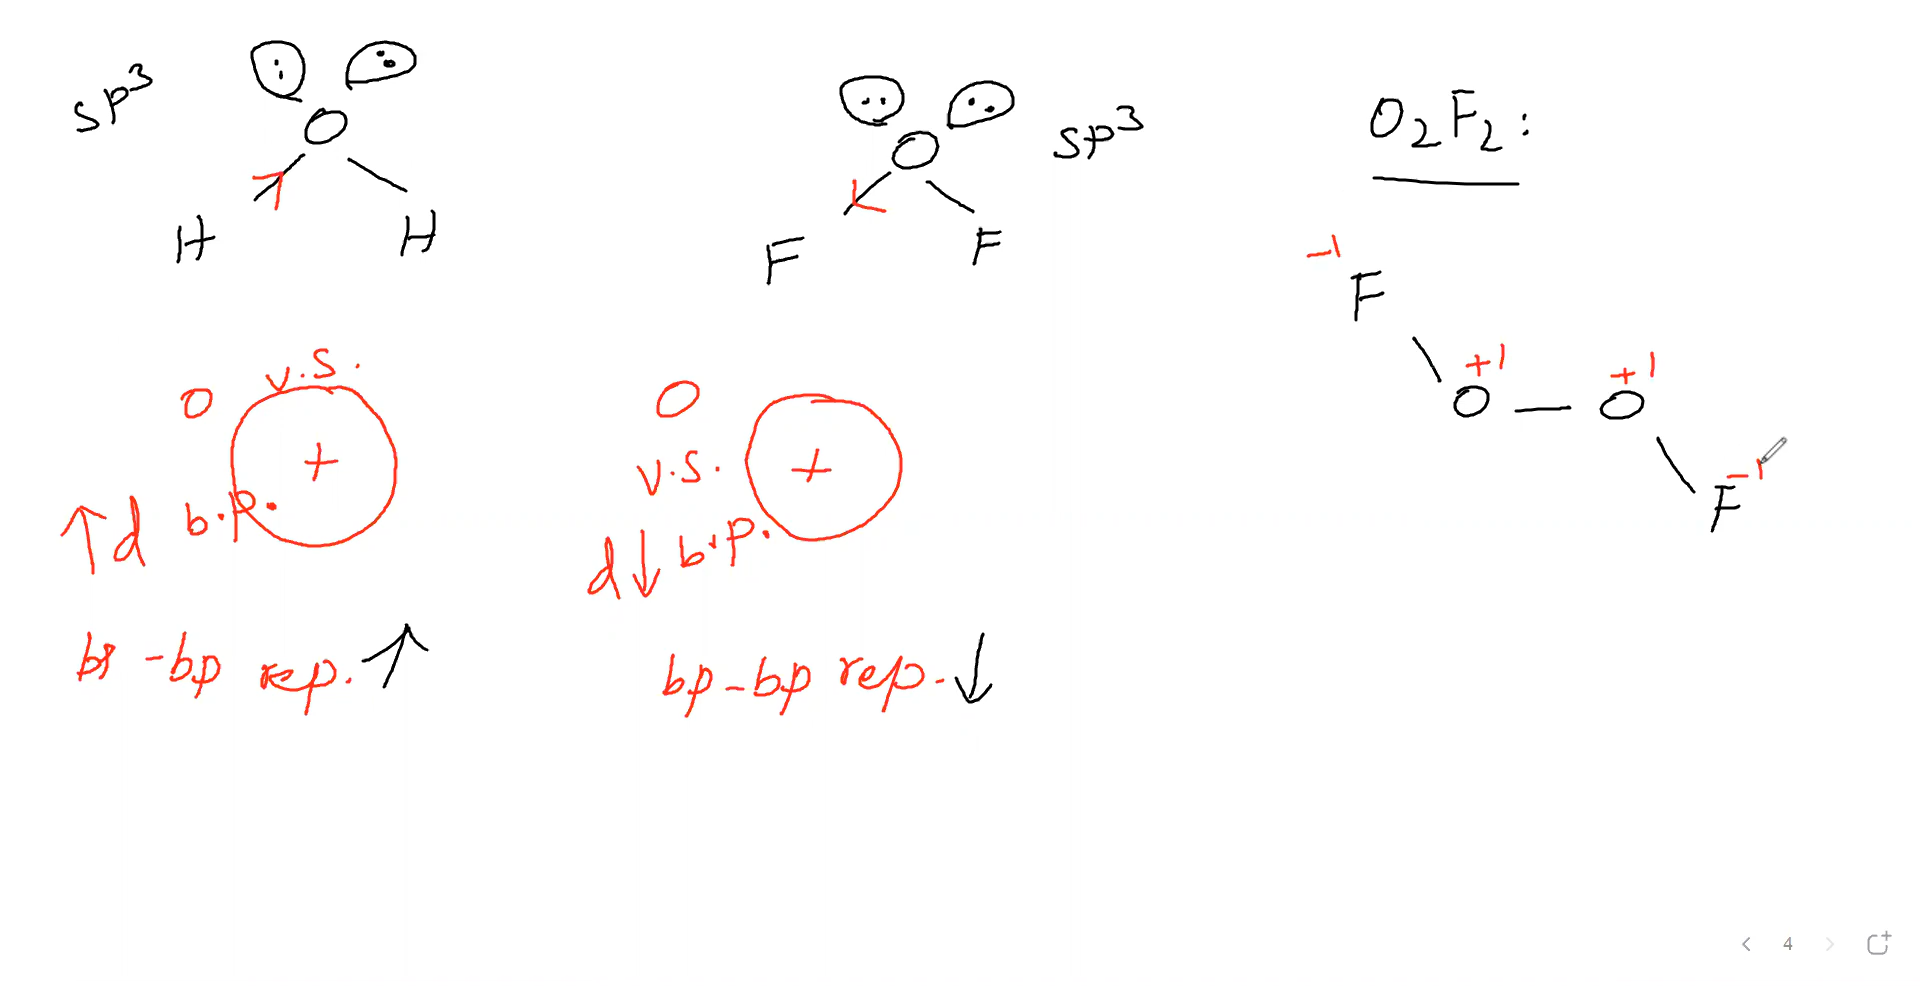 sp³
O
H H
O
sp³
F F
O₂F₂:
-1
F
+1 +1
O — O
-1
F
O v.s.
+
↑d b.p.
bp - bp rep. ↑
O
v.s. +
d↓ b.p.
bp - bp rep. ↓
4